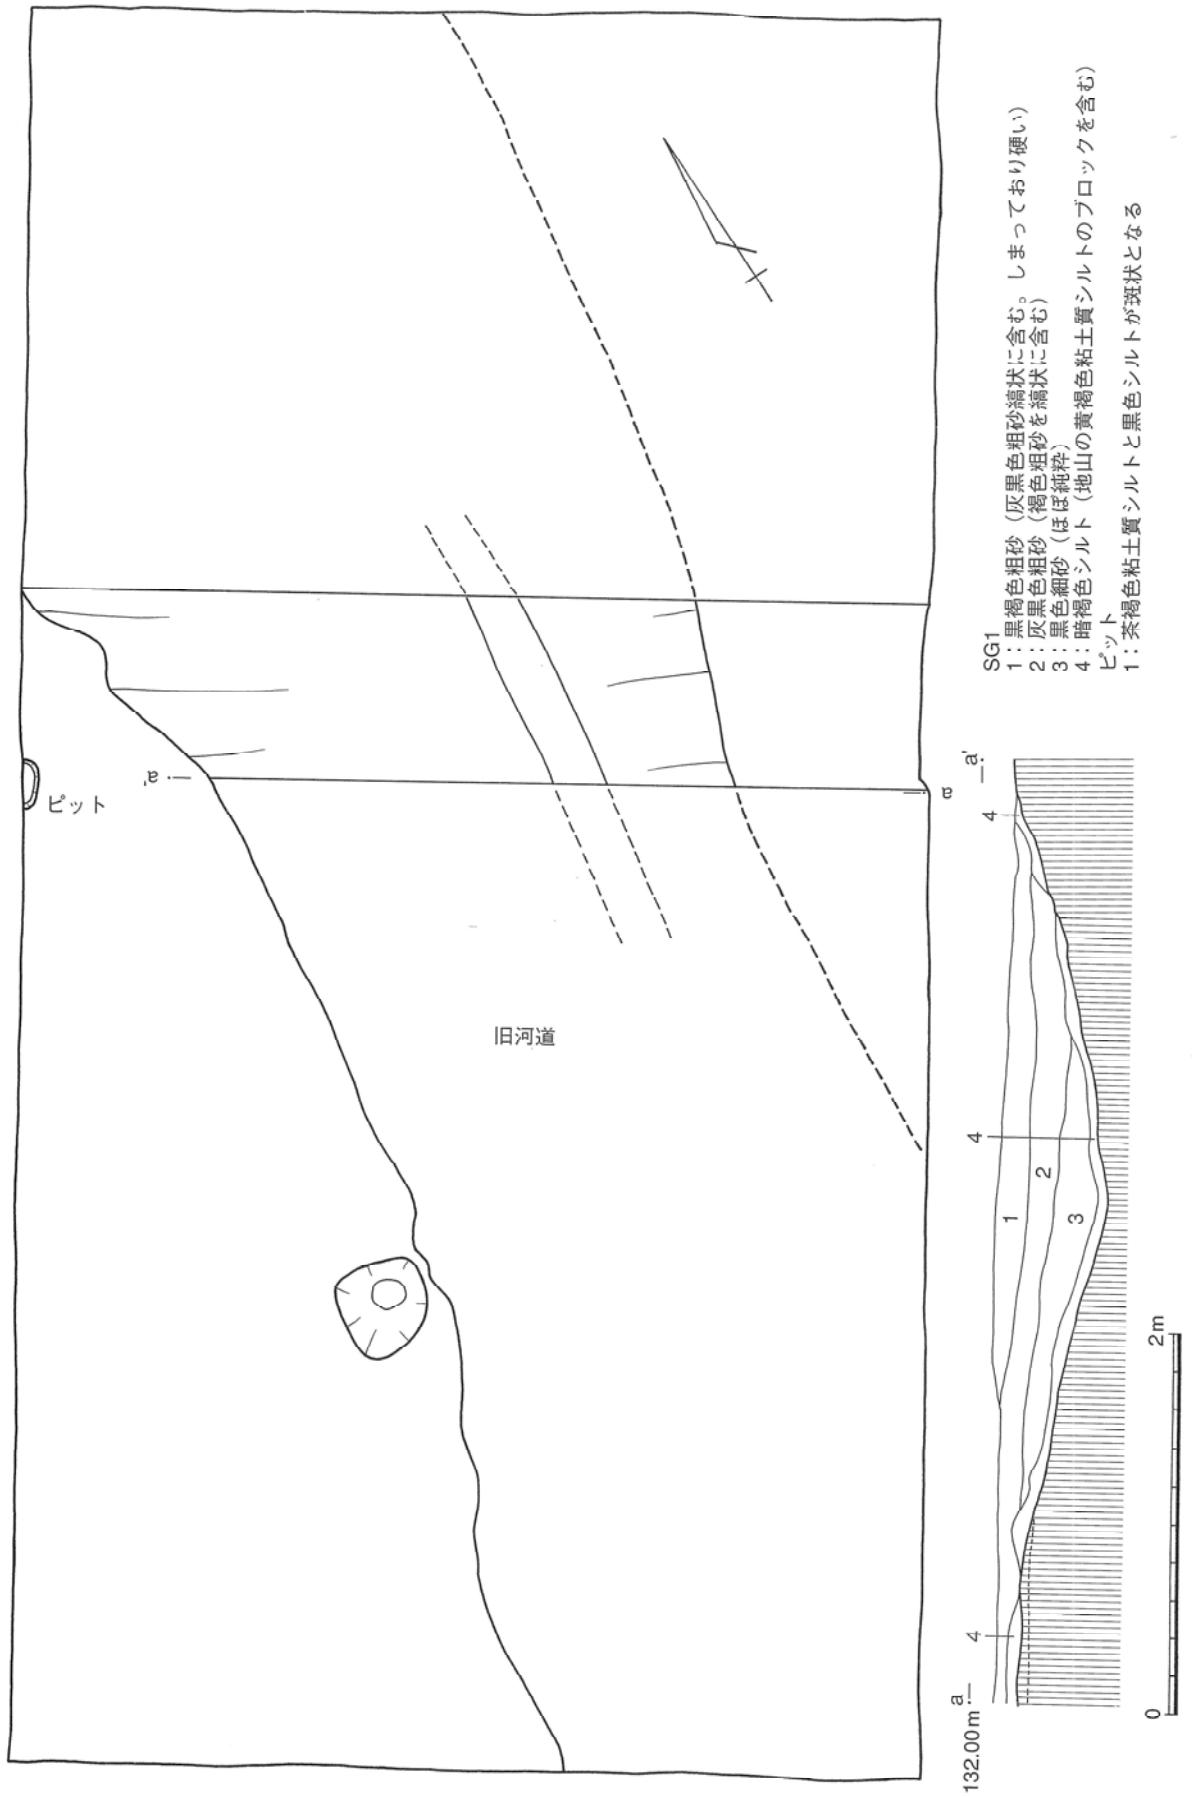 ピット
a'
a
旧河道
SG1
1：黒褐色粗砂（灰黒色粗砂縞状に含む。しまっており硬い）
2：灰黒色粗砂（褐色粗砂を縞状に含む）
3：黒色細砂（ほぼ純粋）
4：暗褐色シルト（地山の黄褐色粘土質シルトのブロックを含む）
ピット
1：茶褐色粘土質シルトと黒色シルトが斑状となる
132.00m
a
a'
4
4
4
1
2
3
0
2m